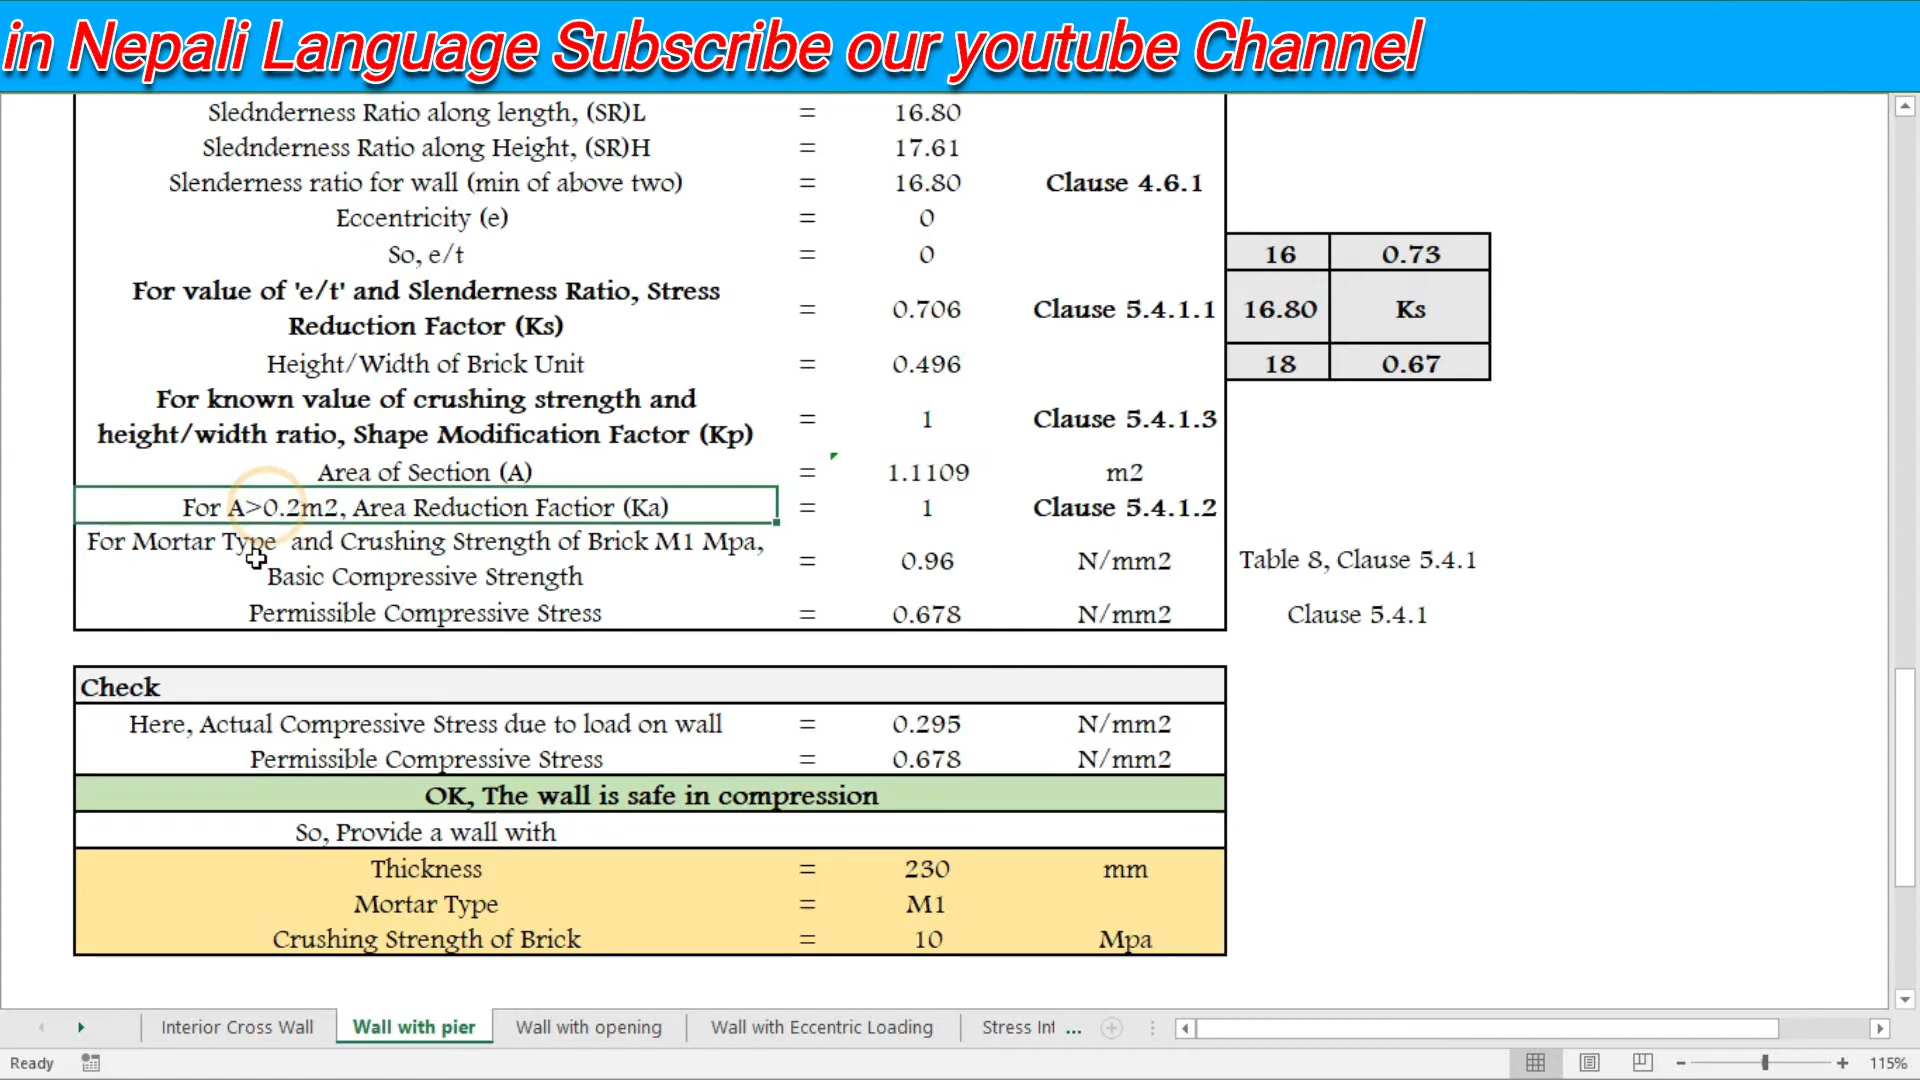 in Nepali Language Subscribe our youtube Channel
Slednderness Ratio along length, (SR)L = 16.80
Slednderness Ratio along Height, (SR)H = 17.61
Slenderness ratio for wall (min of above two) = 16.80 Clause 4.6.1
Eccentricity (e) = 0
So, e/t = 0 16 0.73
For value of 'e/t' and Slenderness Ratio, Stress
Reduction Factor (Ks) = 0.706 Clause 5.4.1.1 16.80 Ks
Height/Width of Brick Unit = 0.496 18 0.67
For known value of crushing strength and
height/width ratio, Shape Modification Factor (Kp) = 1 Clause 5.4.1.3
Area of Section (A) = 1.1109 m2
For A>0.2m2, Area Reduction Factior (Ka) = 1 Clause 5.4.1.2
For Mortar Type and Crushing Strength of Brick M1 Mpa,
Basic Compressive Strength = 0.96 N/mm2 Table 8, Clause 5.4.1
Permissible Compressive Stress = 0.678 N/mm2 Clause 5.4.1
Check
Here, Actual Compressive Stress due to load on wall = 0.295 N/mm2
Permissible Compressive Stress = 0.678 N/mm2
OK, The wall is safe in compression
So, Provide a wall with
Thickness = 230 mm
Mortar Type = M1
Crushing Strength of Brick = 10 Mpa
Interior Cross Wall Wall with pier Wall with opening Wall with Eccentric Loading Stress Int ...
Ready 115%